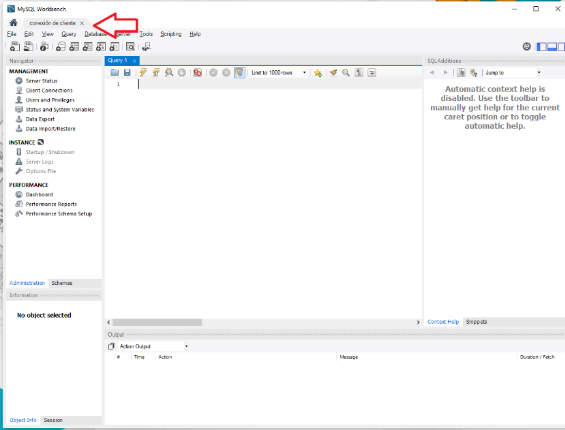 MySQL Workbench
conexión de cliente
File Edit View Query Database Server Tools Scripting Help
Navigator
MANAGEMENT
Server Status
Client Connections
Users and Privileges
Status and System Variables
Data Export
Data Import/Restore
INSTANCE
Startup / Shutdown
Server Logs
Options File
PERFORMANCE
Dashboard
Performance Reports
Performance Schema Setup
Administration Schemas
Information
No object selected
Object Info Session
Query 1
Limit to 1000 rows
1
Output
Action Output
# Time Action Message Duration / Fetch
SQLAdditions
Jump to
Automatic context help is
disabled. Use the toolbar to
manually get help for the current
caret position or to toggle
automatic help.
Context Help Snippets